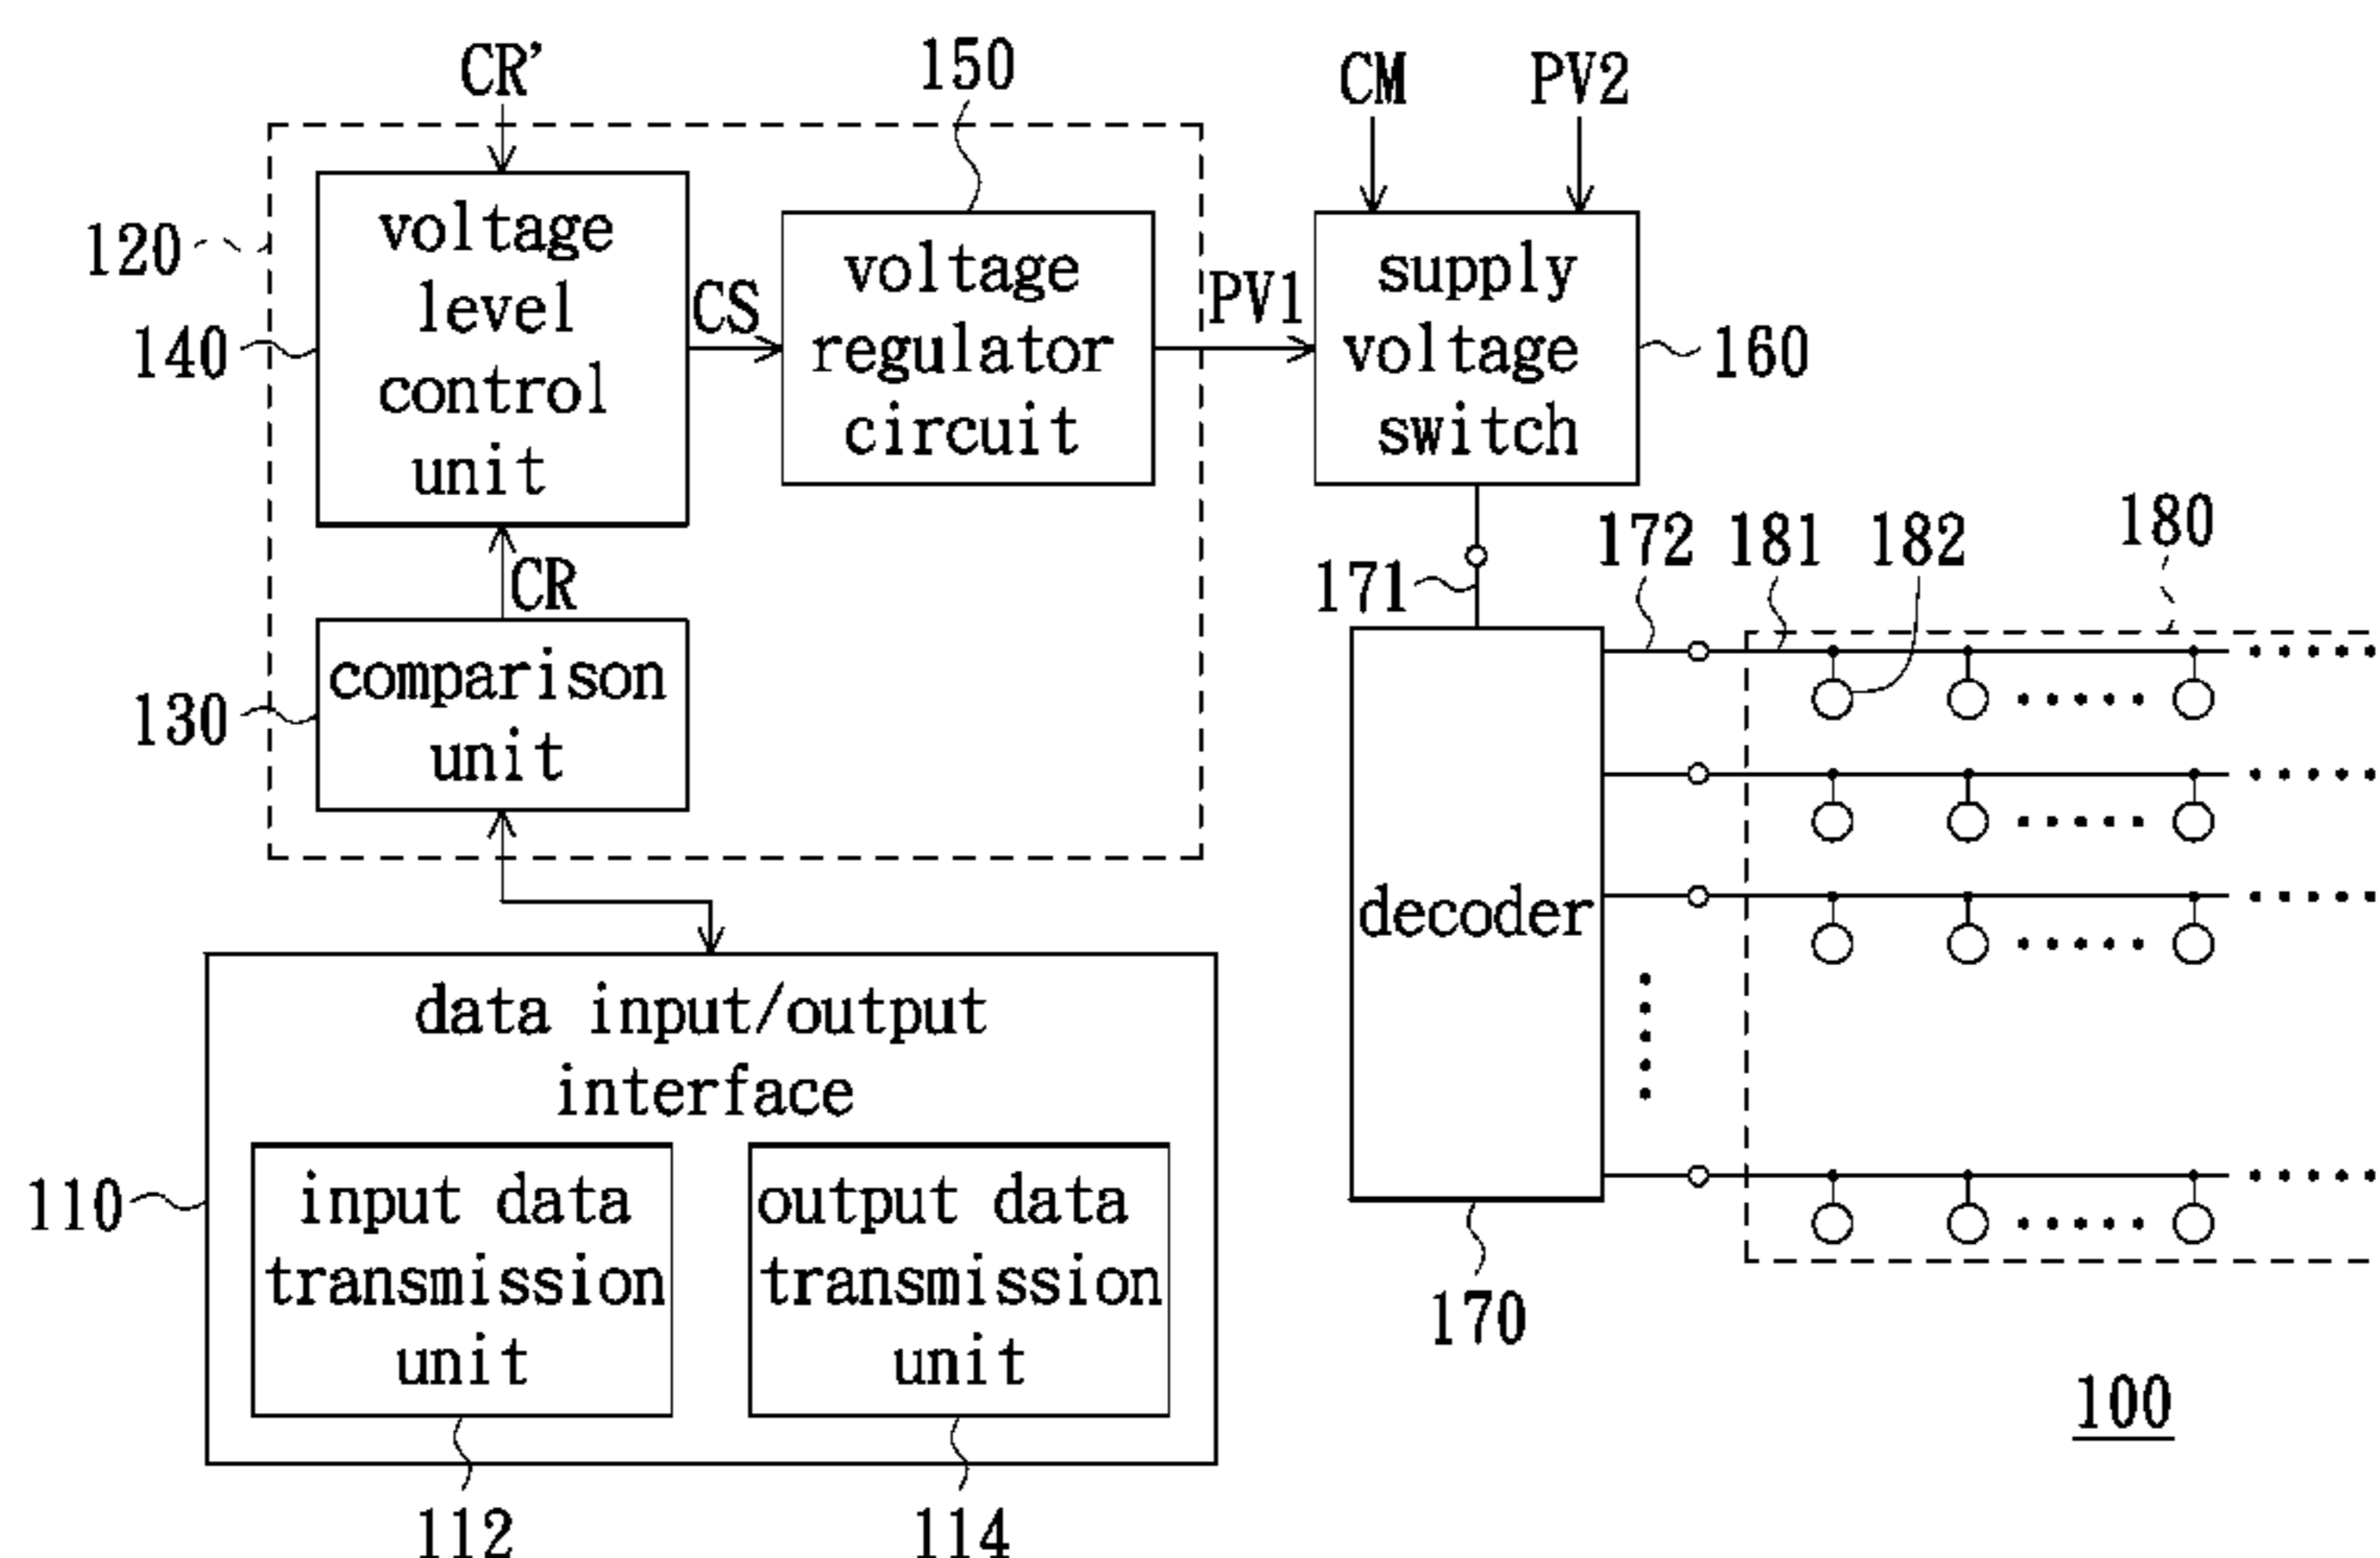 CR’
150
CM
PV2
120
voltage
level
control
unit
140
CS
voltage
regulator
circuit
PV1
supply
voltage
switch
160
CR
171
172
181
182
180
130
comparison
unit
decoder
data input/output
interface
110
input data
transmission
unit
output data
transmission
unit
170
100
112
114